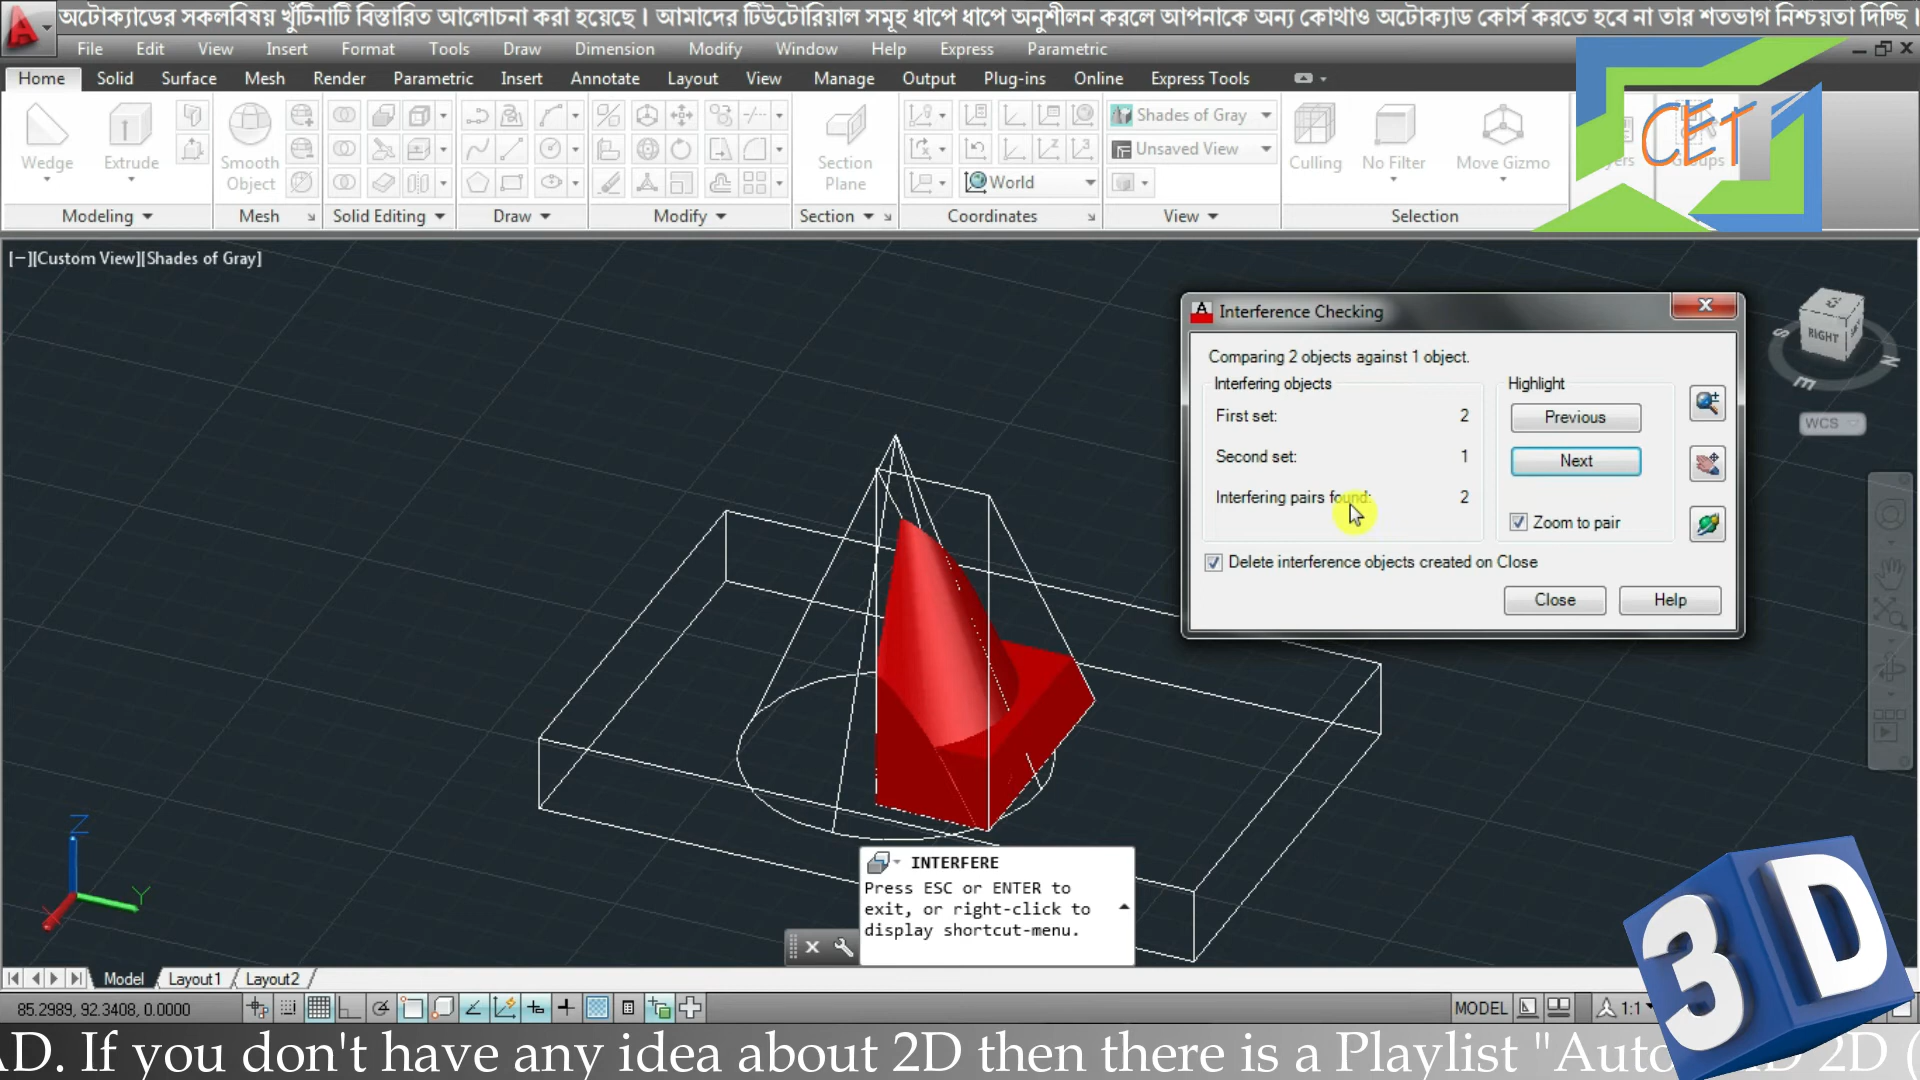 অটোক্যাডের সকলবিষয় খুঁটিনাটি বিস্তারিত আলোচনা করা হয়েছে। আমাদের টিউটোরিয়াল সমূহ ধাপে ধাপে অনুশীলন করলে আপনাকে অন্য কোথাও অটোক্যাড কোর্স করতে হবে না তার শতভাগ নিশ্চয়তা দিচ্ছি।
File Edit View Insert Format Tools Draw Dimension Modify Window Help Express Parametric
Home Solid Surface Mesh Render Parametric Insert Annotate Layout View Manage Output Plug-ins Online Express Tools
CET
Shades of Gray
Unsaved View
Wedge Extrude Smooth Object Section Plane World Culling No Filter Move Gizmo
Modeling Mesh Solid Editing Draw Modify Section Coordinates View Selection
[−][Custom View][Shades of Gray]
Interference Checking
Comparing 2 objects against 1 object.
Interfering objects Highlight
First set: 2 Previous
Second set: 1 Next
Interfering pairs found: 2
Zoom to pair
Delete interference objects created on Close
Close Help
RIGHT
S
N
E
WCS
INTERFERE
Press ESC or ENTER to
exit, or right-click to
display shortcut-menu.
Z
Y
X
Model Layout1 Layout2
85.2989, 92.3408, 0.0000
MODEL 1:1
3D
AD. If you don't have any idea about 2D then there is a Playlist "Auto 2D (